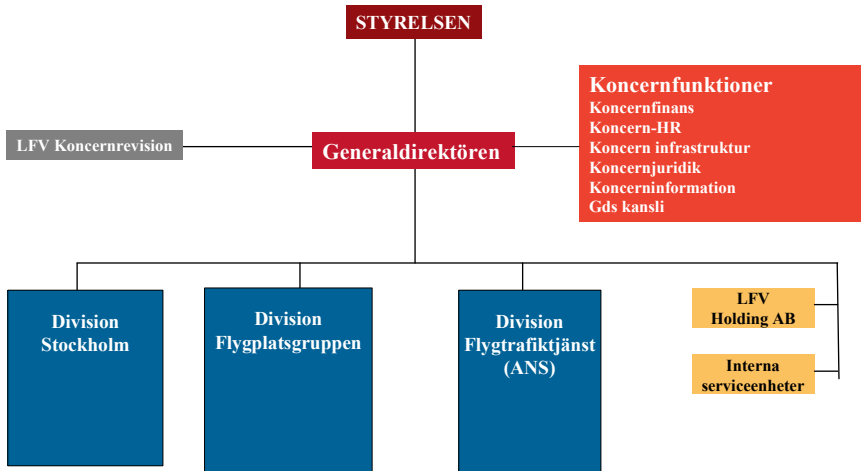 STYRELSEN
Koncernfunktioner
Koncernfinans
Koncern-HR
Koncern infrastruktur
Koncernjuridik
Koncerninformation
Gds kansli
LFV Koncernrevision
Generaldirektören
Division
Stockholm
Division
Flygplatsgruppen
Division
Flygtrafiktjänst
(ANS)
LFV
Holding AB
Interna
serviceenheter